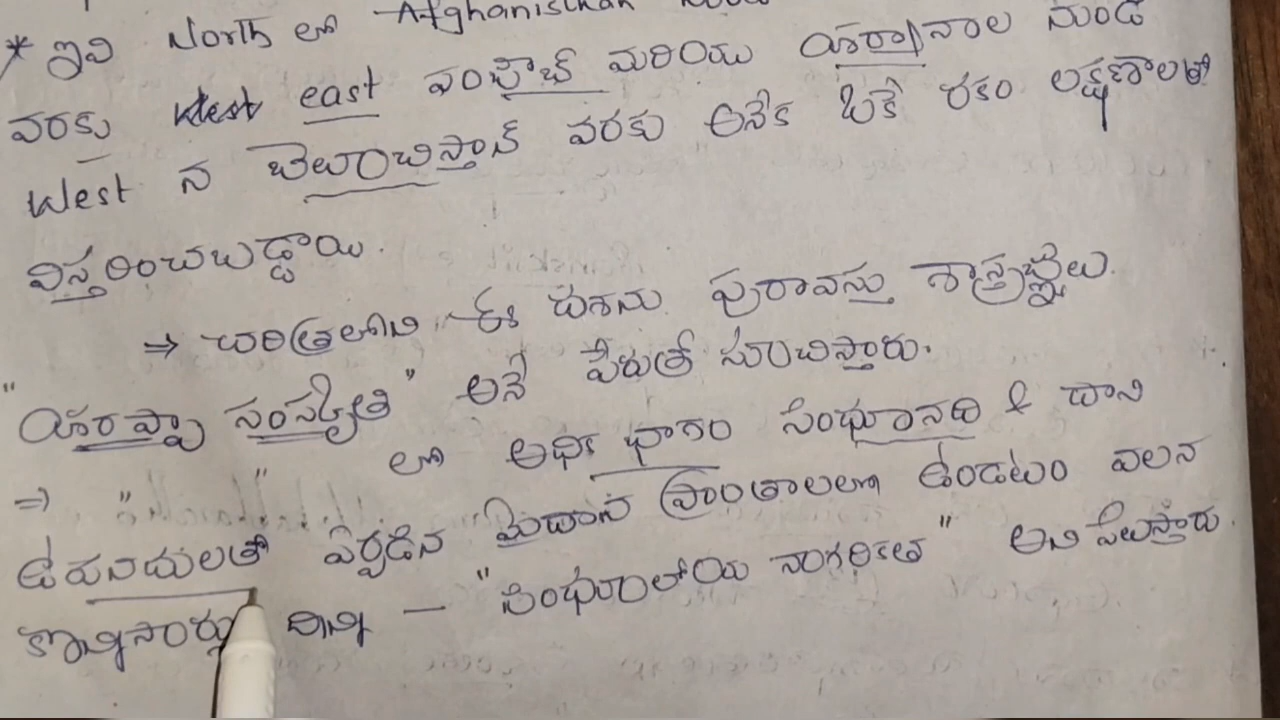 * ఇవి North లో Afghanisthan
వరకు West east పంజాబ్ మరియు హర్యానాల నుండి
West న బెలూచిస్తాన్ వరకు అనేక ఒకే రకం లక్షణాలతో
విస్తరించబడ్డాయి.
⇒ చరిత్రలోని ఈ దశను పురావస్తు శాస్త్రజ్ఞులు.
"హరప్పా సంస్కృతి" అనే పేరుతో సూచిస్తారు.
⇒ " " లో అధిక భాగం సింధూనది & దాని
ఉపనదులతో ఏర్పడిన మైదాన ప్రాంతాలలో ఉండటం వలన
కొన్నిసార్లు దీన్ని — "సింధూలోయ నాగరికత" అని పిలుస్తారు.